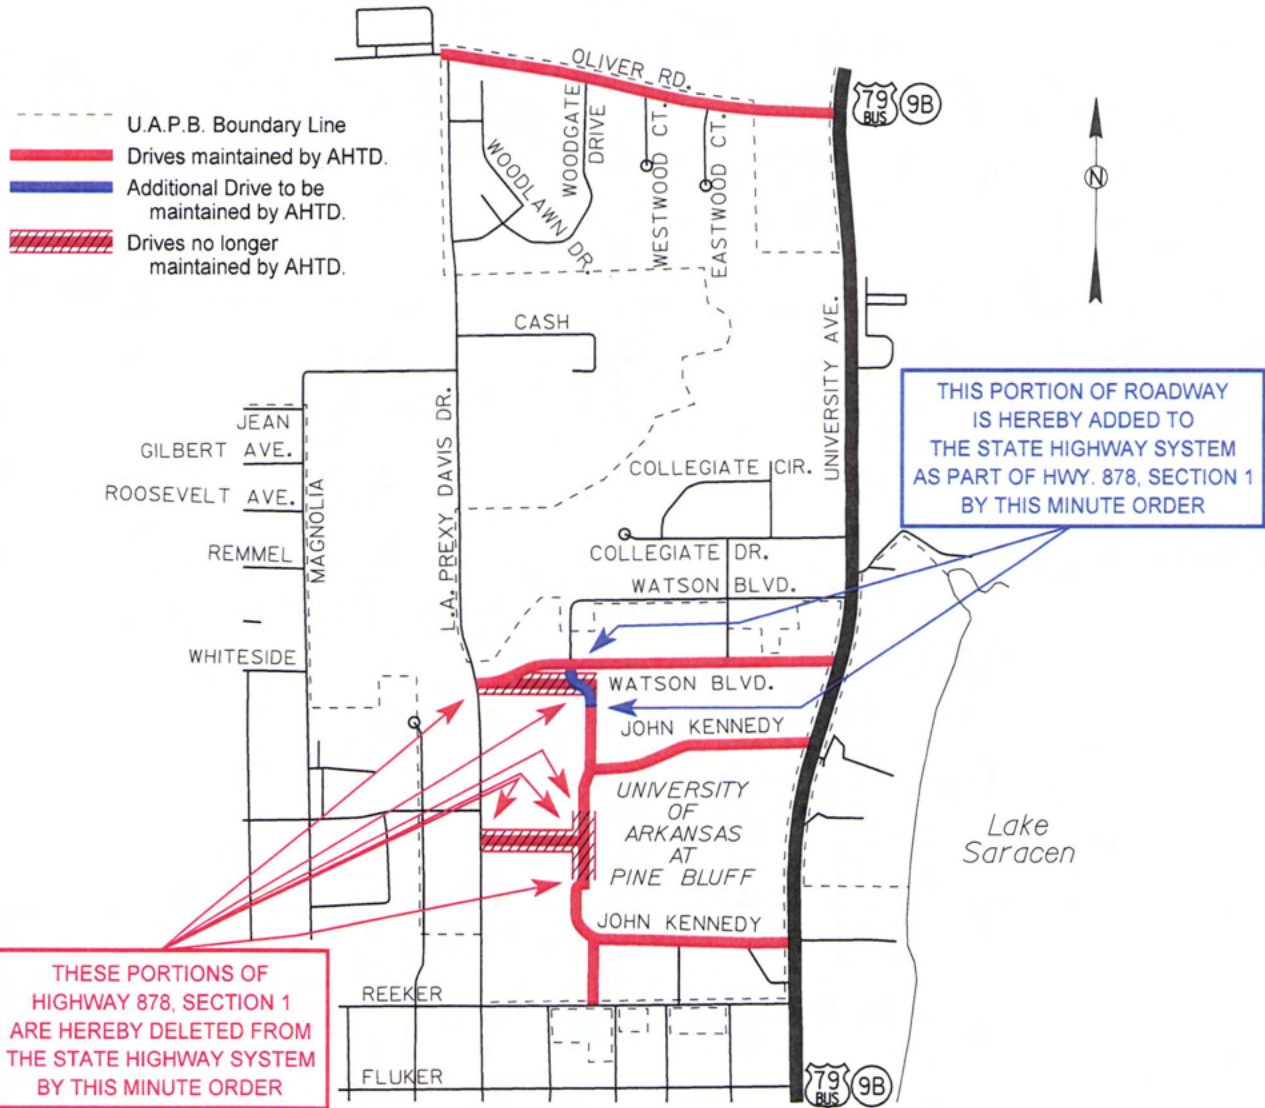 OLIVER RD.
79
BUS
9B
U.A.P.B. Boundary Line
Drives maintained by AHTD.
Additional Drive to be
maintained by AHTD.
Drives no longer
maintained by AHTD.
WOODLAWN DR.
WOODGATE
DRIVE
WESTWOOD CT.
EASTWOOD CT.
N
CASH
UNIVERSITY AVE.
L.A. PREXY DAVIS DR.
JEAN
GILBERT AVE.
ROOSEVELT AVE.
REMMEL
MAGNOLIA
WHITESIDE
THIS PORTION OF ROADWAY
IS HEREBY ADDED TO
THE STATE HIGHWAY SYSTEM
AS PART OF HWY. 878, SECTION 1
BY THIS MINUTE ORDER
COLLEGIATE CIR.
COLLEGIATE DR.
WATSON BLVD.
WATSON BLVD.
JOHN KENNEDY
UNIVERSITY
OF
ARKANSAS
AT
PINE BLUFF
Lake
Saracen
JOHN KENNEDY
THESE PORTIONS OF
HIGHWAY 878, SECTION 1
ARE HEREBY DELETED FROM
THE STATE HIGHWAY SYSTEM
BY THIS MINUTE ORDER
REEKER
FLUKER
79
BUS
9B